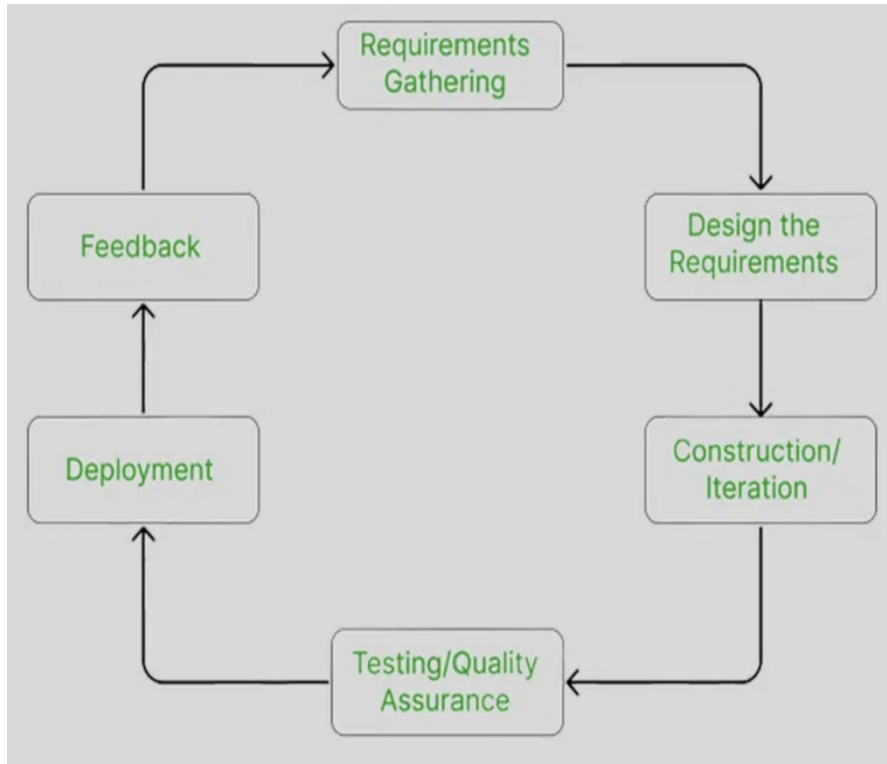 Requirements
Gathering
Design the
Requirements
Construction/
Iteration
Testing/Quality
Assurance
Deployment
Feedback